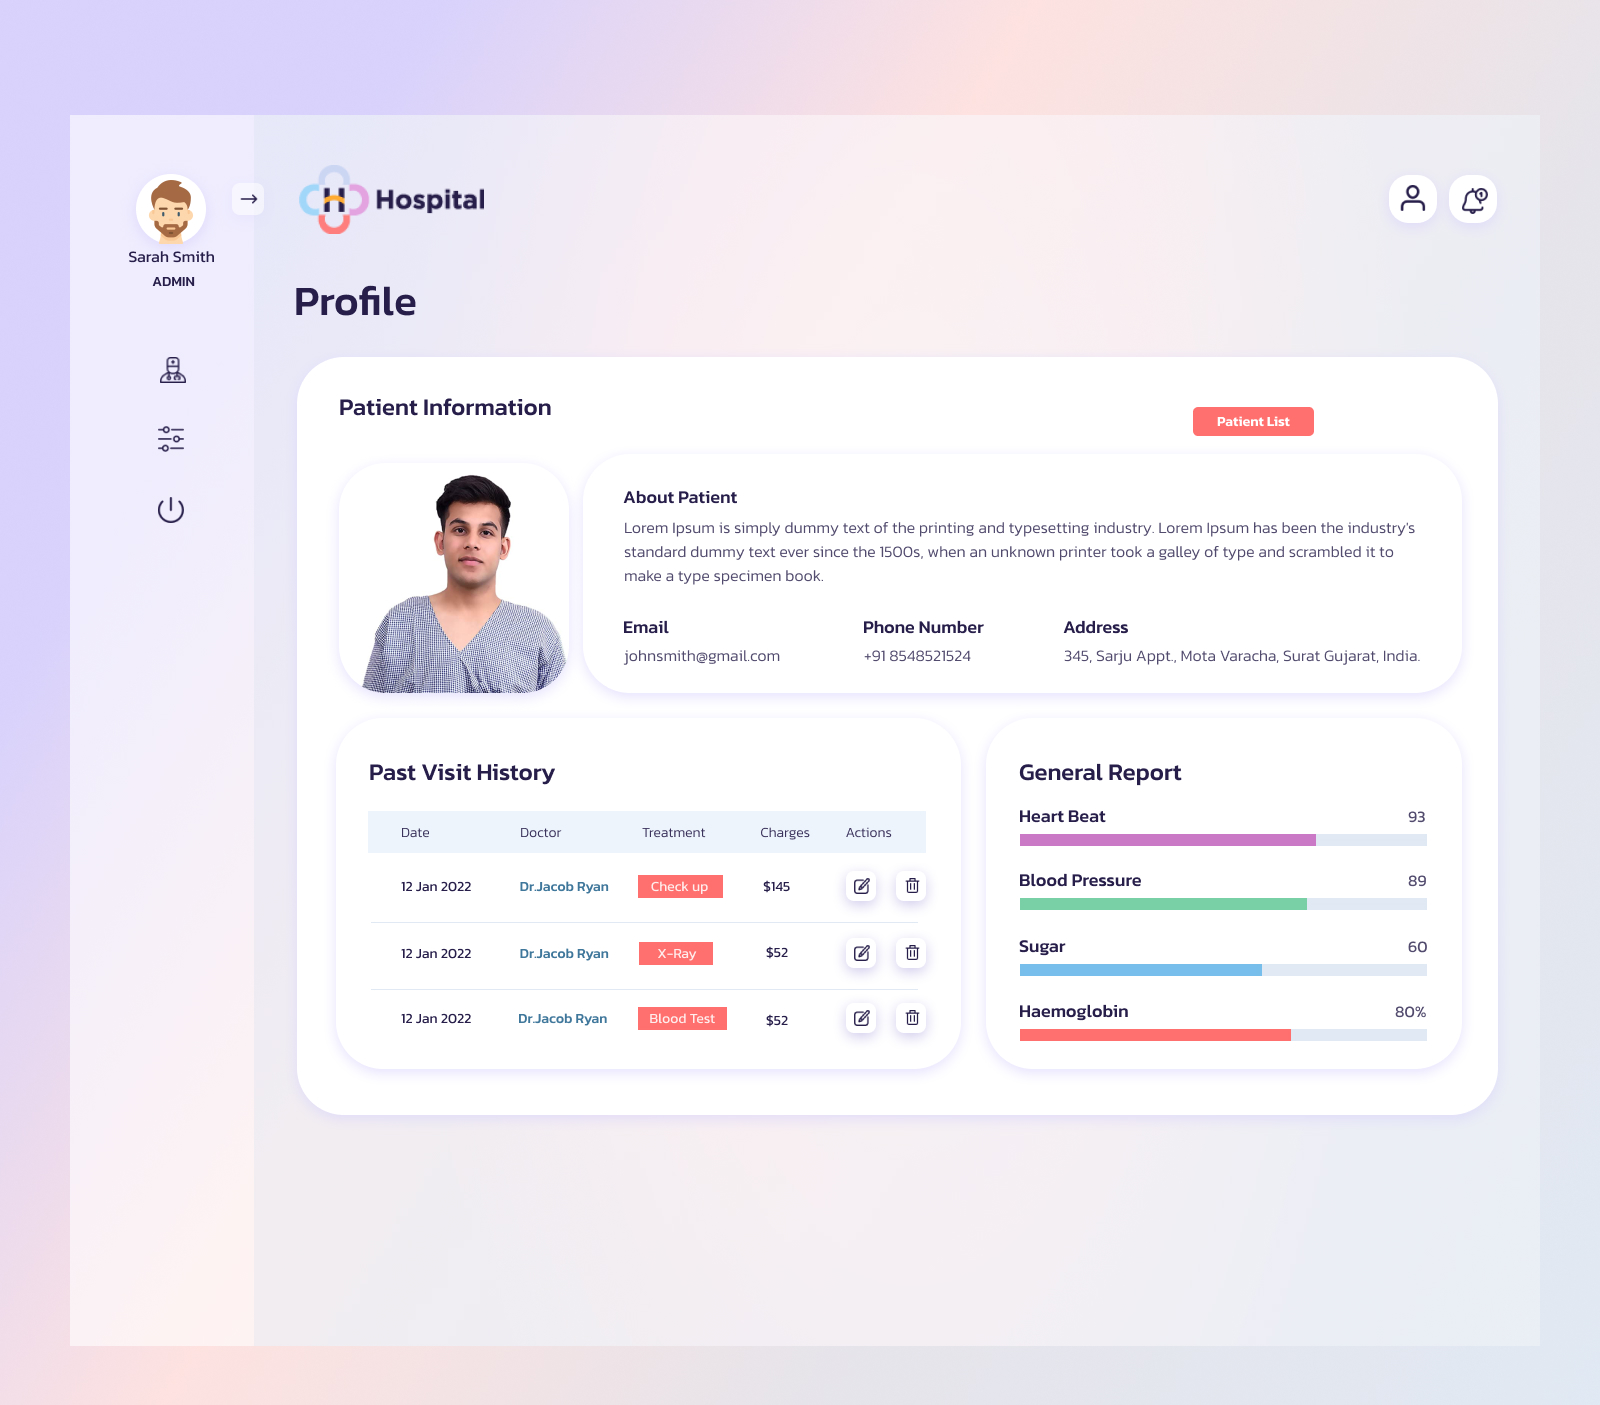 H Hospital
Sarah Smith
ADMIN
Profile
Patient Information
Patient List
About Patient
Lorem Ipsum is simply dummy text of the printing and typesetting industry. Lorem Ipsum has been the industry's
standard dummy text ever since the 1500s, when an unknown printer took a galley of type and scrambled it to
make a type specimen book.
Email Phone Number Address
johnsmith@gmail.com +91 8548521524 345, Sarju Appt., Mota Varacha, Surat Gujarat, India.
Past Visit History
Date Doctor Treatment Charges Actions
12 Jan 2022 Dr.Jacob Ryan Check up $145
12 Jan 2022 Dr.Jacob Ryan X-Ray $52
12 Jan 2022 Dr.Jacob Ryan Blood Test $52
General Report
Heart Beat 93
Blood Pressure 89
Sugar 60
Haemoglobin 80%